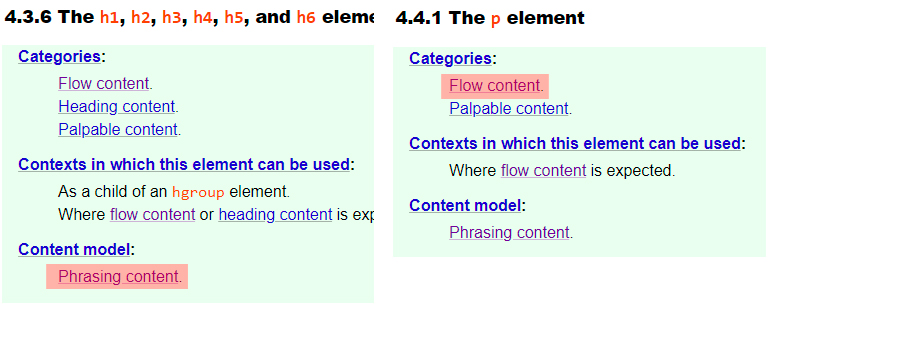 4.3.6 The h1, h2, h3, h4, h5, and h6 eleme
Categories:
Flow content.
Heading content.
Palpable content.
Contexts in which this element can be used:
As a child of an hgroup element.
Where flow content or heading content is exp
Content model:
Phrasing content.
4.4.1 The p element
Categories:
Flow content.
Palpable content.
Contexts in which this element can be used:
Where flow content is expected.
Content model:
Phrasing content.